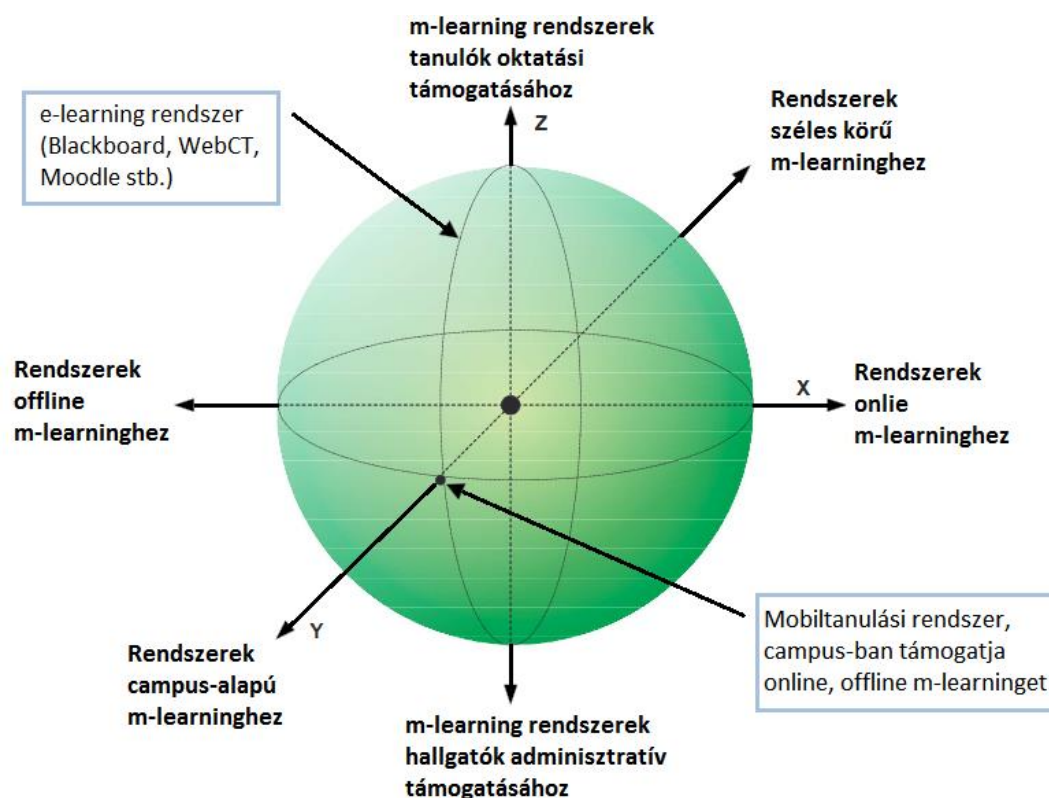 m-learning rendszerek
tanulók oktatási
támogatásához
Z
Rendszerek
széles körű
m-learninghez
e-learning rendszer
(Blackboard, WebCT,
Moodle stb.)
Rendszerek
offline
m-learninghez
X
Rendszerek
onlie
m-learninghez
Y
Rendszerek
campus-alapú
m-learninghez
Mobiltanulási rendszer,
campus-ban támogatja
online, offline m-learninget
m-learning rendszerek
hallgatók adminisztratív
támogatásához